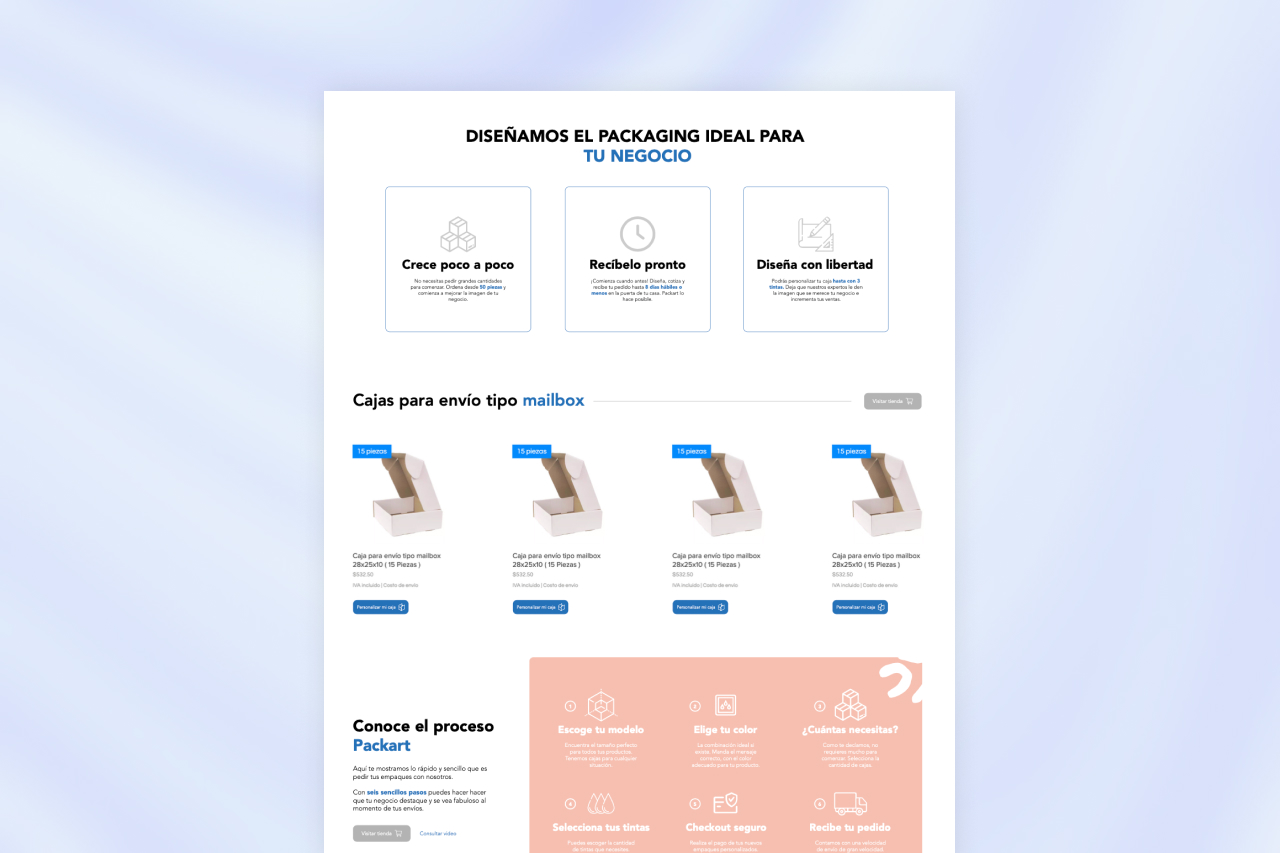 DISEÑAMOS EL PACKAGING IDEAL PARA
TU NEGOCIO
Crece poco a poco
No necesitas pedir grandes cantidades
para comenzar. Ordena desde 50 piezas y
comienza a mejorar la imagen de tu
negocio.
Recíbelo pronto
¡Comienza cuando antes! Diseña, cotiza y
recibe tu pedido hasta 8 días hábiles o
menos en la puerta de tu casa. Packart lo
hace posible.
Diseña con libertad
Podrás personalizar tu caja hasta con 3
tintas. Deja que nuestros expertos le den
la imagen que se merece tu negocio e
incrementa tus ventas.
Cajas para envío tipo mailbox
Visitar tienda
15 piezas
15 piezas
15 piezas
15 piezas
Caja para envío tipo mailbox
28x25x10 ( 15 Piezas )
$532.50
IVA incluido | Costo de envío
Personalizar mi caja
Caja para envío tipo mailbox
28x25x10 ( 15 Piezas )
$532.50
IVA incluido | Costo de envío
Personalizar mi caja
Caja para envío tipo mailbox
28x25x10 ( 15 Piezas )
$532.50
IVA incluido | Costo de envío
Personalizar mi caja
Caja para envío tipo mailbox
28x25x10 ( 15 Piezas )
$532.50
IVA incluido | Costo de envío
Personalizar mi caja
Conoce el proceso
Packart
Aquí te mostramos lo rápido y sencillo que es
pedir tus empaques con nosotros.
Con seis sencillos pasos puedes hacer hacer
que tu negocio destaque y se vea fabuloso al
momento de tus envíos.
Visitar tienda
Consultar video
1
Escoge tu modelo
Encuentra el tamaño perfecto
para todos tus productos.
Tenemos cajas para cualquier
situación.
2
Elige tu color
La combinación ideal a
existe. Manda el mensaje
correcto, con el color
adecuado para tu producto.
3
¿Cuántas necesitas?
Como te decíamos, no
requieres mucho para
comenzar. Selecciona la
cantidad de cajas.
4
Selecciona tus tintas
Puedes escoger la cantidad
de tintas que necesites
5
Checkout seguro
Realiza el pago de tus nuevos
empaques personalizados
6
Recibe tu pedido
Contamos con una velocidad
de envío de gran velocidad